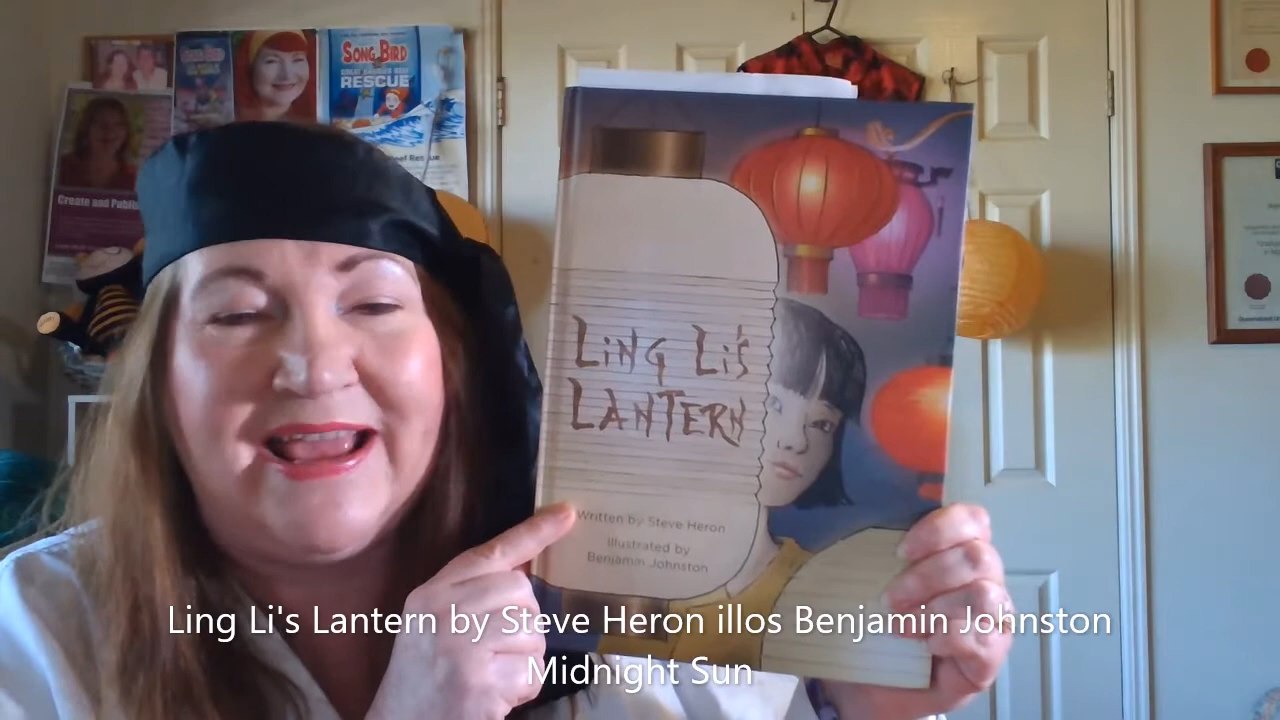 SONG BIRD
RESCUE
Create and Publis
LiNG Li's
LANTERN
Written by Steve Heron
Illustrated by
Benjamin Johnston
Ling Li's Lantern by Steve Heron illos Benjamin Johnston
Midnight Sun